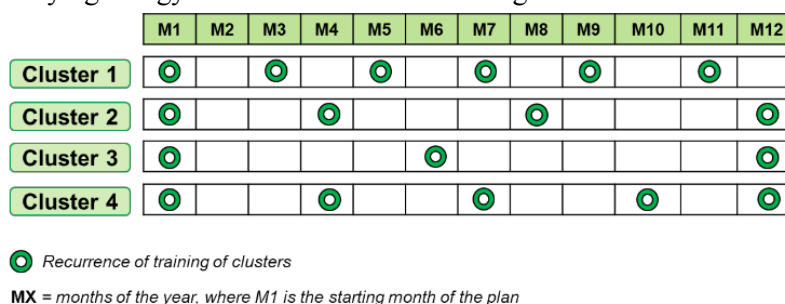 M1 M2 M3 M4 M5 M6 M7 M8 M9 M10 M11 M12
Cluster 1
Cluster 2
Cluster 3
Cluster 4
Recurrence of training of clusters
MX = months of the year, where M1 is the starting month of the plan